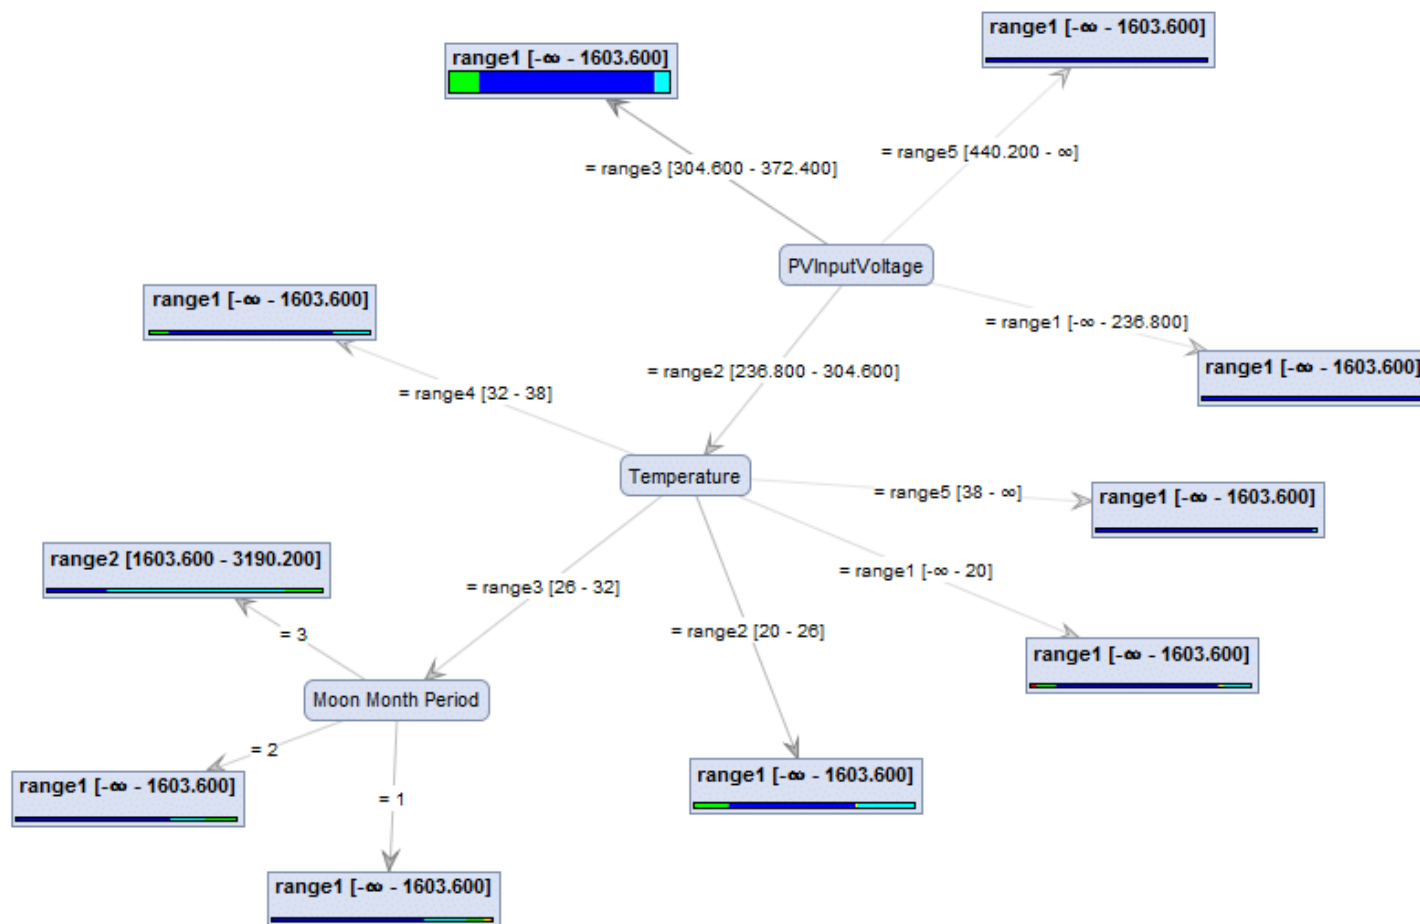 range1 [-∞ - 1603.600]
range1 [-∞ - 1603.600]
= range5 [440.200 - ∞]
= range3 [304.600 - 372.400]
PVInputVoltage
range1 [-∞ - 1603.600]
= range1 [-∞ - 236.800]
range1 [-∞ - 1603.600]
= range2 [236.800 - 304.600]
= range4 [32 - 38]
Temperature
= range5 [38 - ∞]
range1 [-∞ - 1603.600]
range2 [1603.600 - 3190.200]
= range3 [26 - 32]
= range1 [-∞ - 20]
= range2 [20 - 26]
= 3
range1 [-∞ - 1603.600]
Moon Month Period
= 2
range1 [-∞ - 1603.600]
range1 [-∞ - 1603.600]
= 1
range1 [-∞ - 1603.600]